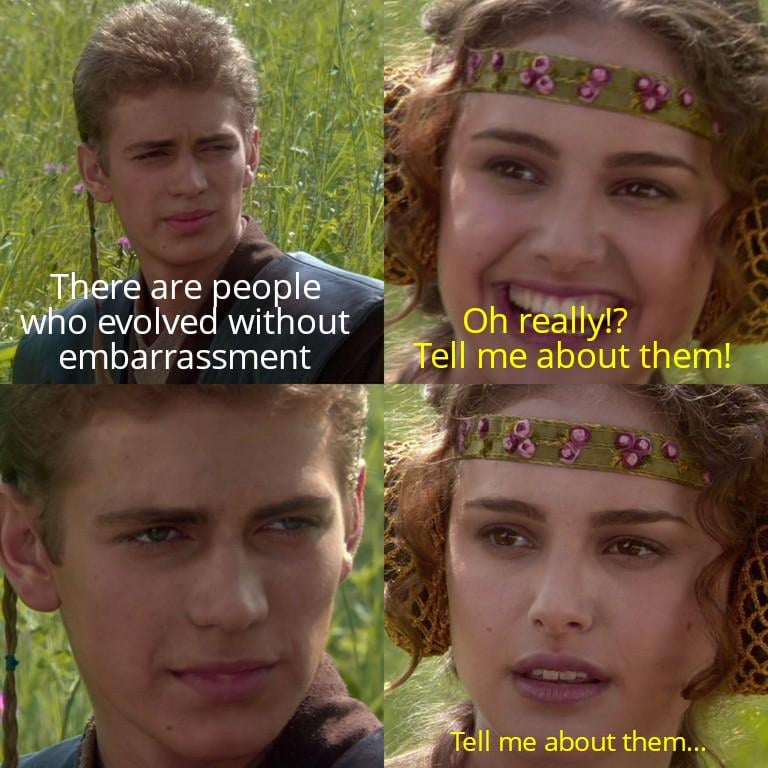 There are people
who evolved without
embarrassment
Oh really!?
Tell me about them!
Tell me about them...